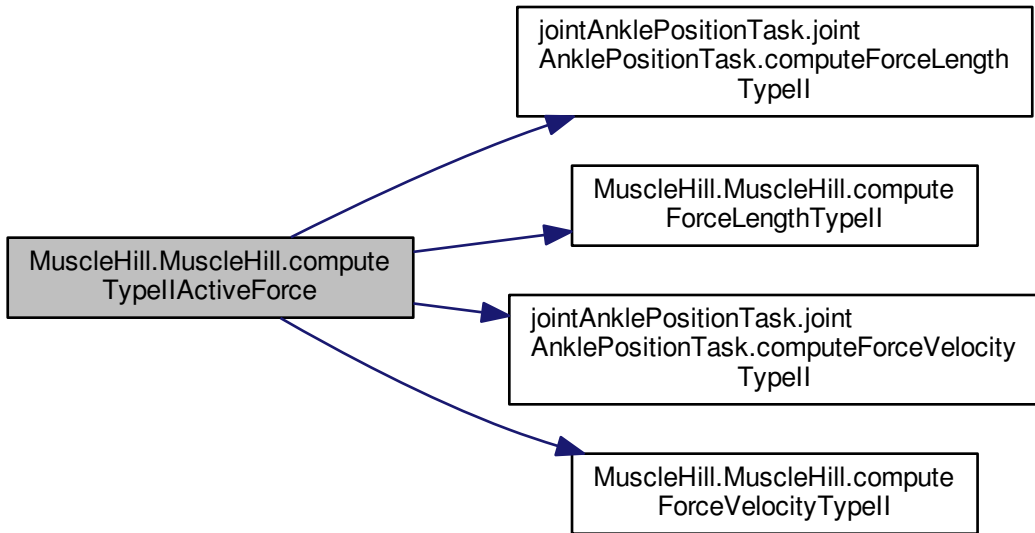 jointAnklePositionTask.joint
AnklePositionTask.computeForceLength
TypeII
MuscleHill.MuscleHill.compute
ForceLengthTypeII
MuscleHill.MuscleHill.compute
TypeIIActiveForce
jointAnklePositionTask.joint
AnklePositionTask.computeForceVelocity
TypeII
MuscleHill.MuscleHill.compute
ForceVelocityTypeII